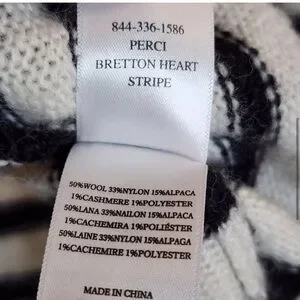 844-336-1586
PERCI
BRETTON HEART
STRIPE
50%WOOL 33%NYLON 15%ALPACA
1%CASHMERE 1%POLYESTER
50%LANA 33%NAILON 15%ALPACA
1%CACHEMIRA 1%POLIÉSTER
50%LAINE 33%NYLON 15%ALPAGA
1%CACHEMIRE 1%POLYESTER
MADE IN CHINA